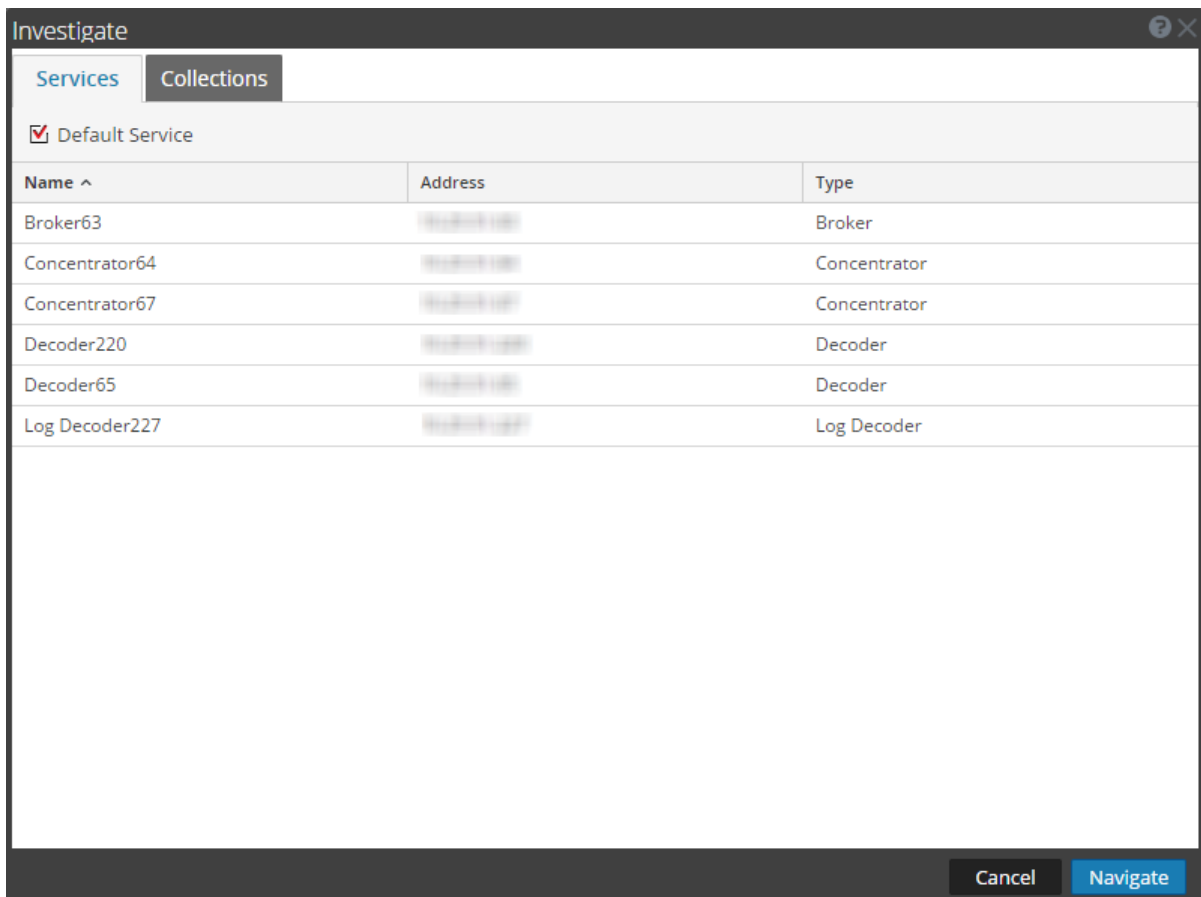 Investigate
Services Collections
Default Service
Name Address Type
Broker63 Broker
Concentrator64 Concentrator
Concentrator67 Concentrator
Decoder220 Decoder
Decoder65 Decoder
Log Decoder227 Log Decoder
Cancel Navigate